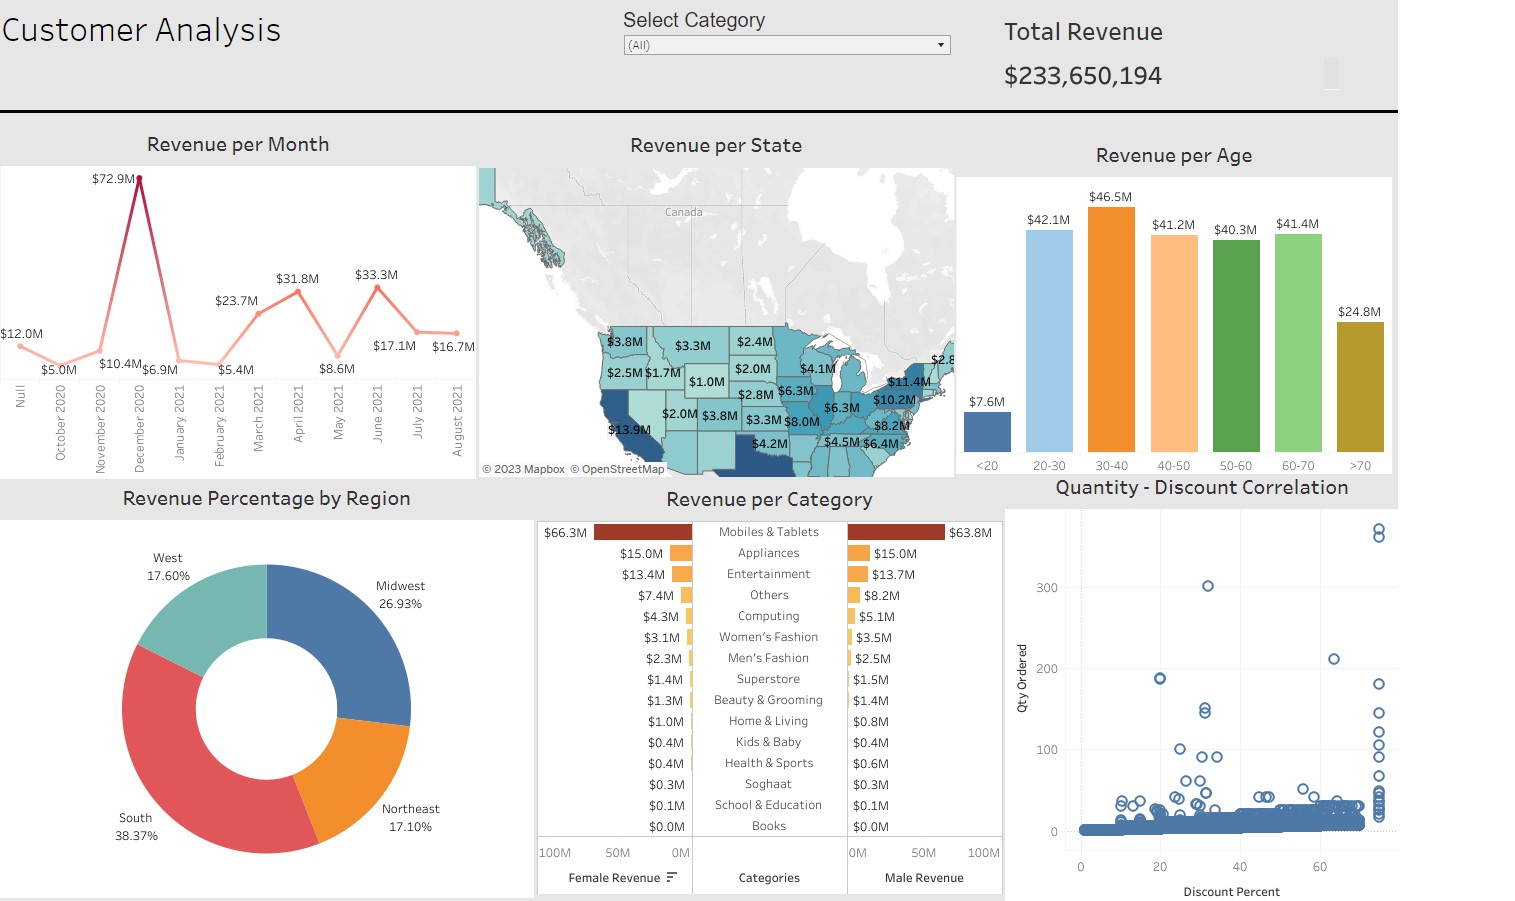 Customer Analysis
Select Category
(All)
Total Revenue
$233,650,194
Revenue per Month
$72.9M
$33.3M
$31.8M
$23.7M
$12.0M
$17.1M
$16.7M
$10.4M
$5.0M
$6.9M
$5.4M
$8.6M
Null
October 2020
November 2020
December 2020
January 2021
February 2021
March 2021
April 2021
May 2021
June 2021
July 2021
August 2021
Revenue per State
Canada
$3.8M
$3.3M
$2.4M
$2.5M
$1.7M
$1.0M
$2.0M
$4.1M
$11.4M
$2.8M
$6.3M
$10.2M
$2.0M
$3.8M
$3.3M
$8.0M
$6.3M
$8.2M
$13.9M
$4.2M
$4.5M
$6.4M
© 2023 Mapbox © OpenStreetMap
Revenue per Age
$46.5M
$42.1M
$41.2M
$40.3M
$41.4M
$24.8M
$7.6M
<20 20-30 30-40 40-50 50-60 60-70 >70
Revenue Percentage by Region
West
17.60%
Midwest
26.93%
South
38.37%
Northeast
17.10%
Revenue per Category
$66.3M Mobiles & Tablets $63.8M
$15.0M Appliances $15.0M
$13.4M Entertainment $13.7M
$7.4M Others $8.2M
$4.3M Computing $5.1M
$3.1M Women's Fashion $3.5M
$2.3M Men's Fashion $2.5M
$1.4M Superstore $1.5M
$1.3M Beauty & Grooming $1.4M
$1.0M Home & Living $0.8M
$0.4M Kids & Baby $0.4M
$0.4M Health & Sports $0.6M
$0.3M Soghaat $0.3M
$0.1M School & Education $0.1M
$0.0M Books $0.0M
100M 50M 0M 0M 50M 100M
Female Revenue Categories Male Revenue
Quantity - Discount Correlation
Qty Ordered
300
200
100
0
0 20 40 60
Discount Percent